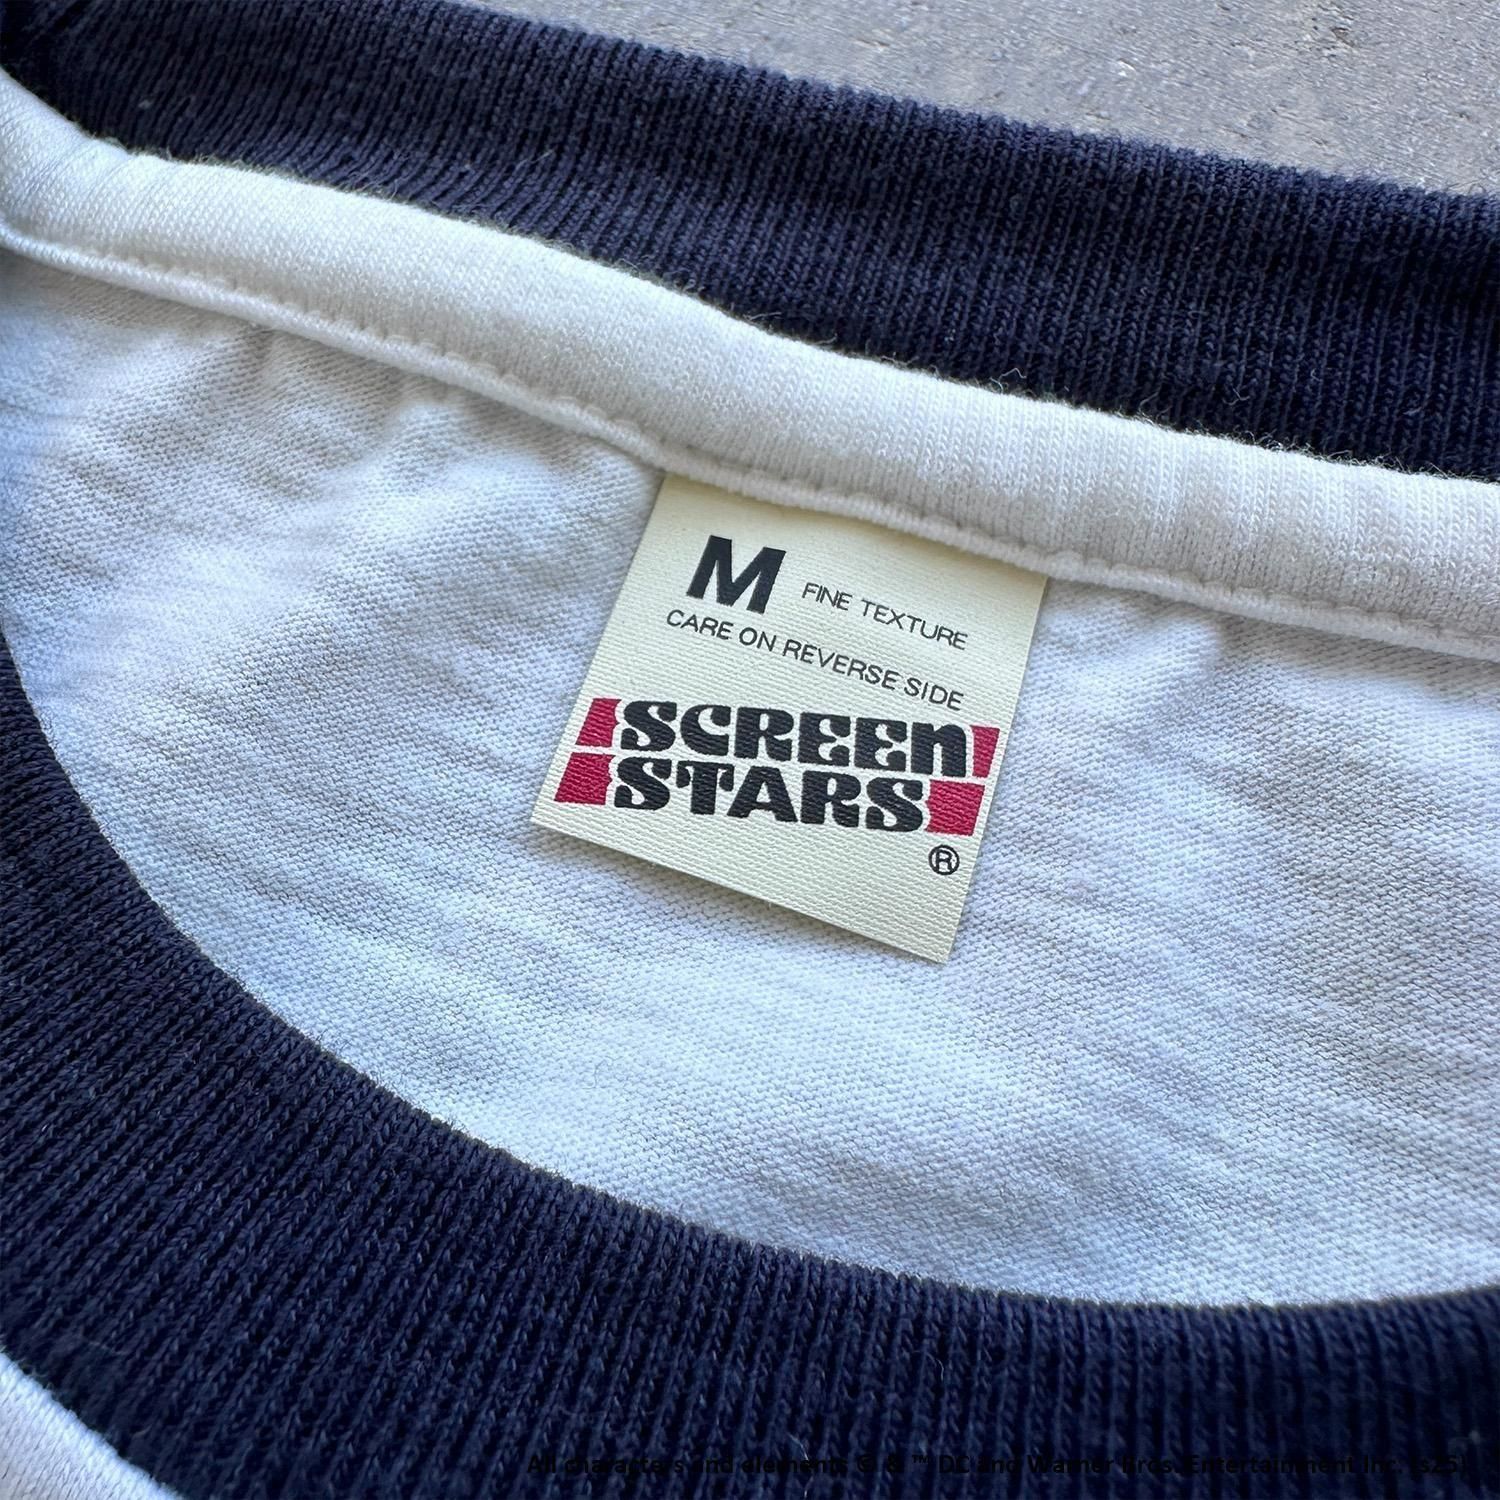 M FINE TEXTURE
CARE ON REVERSE SIDE
SCREEN
STARS
®
All characters and elements © & ™ DC and Warner Bros. Entertainment Inc. (s25)